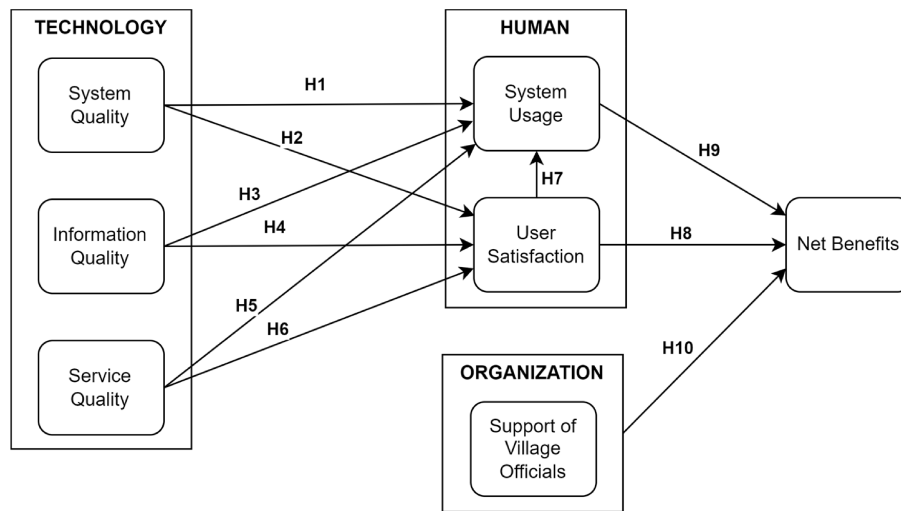 TECHNOLOGY
System
Quality
Information
Quality
Service
Quality
H1
H2
H3
H4
H5
H6
HUMAN
System
Usage
H7
User
Satisfaction
ORGANIZATION
Support of
Village
Officials
H9
H8
H10
Net Benefits